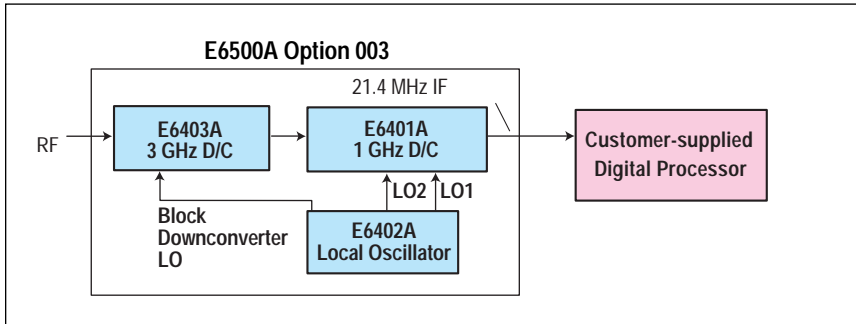 E6500A Option 003
21.4 MHz IF
RF
E6403A
3 GHz D/C
E6401A
1 GHz D/C
Customer-supplied
Digital Processor
LO2
LO1
Block
Downconverter
LO
E6402A
Local Oscillator